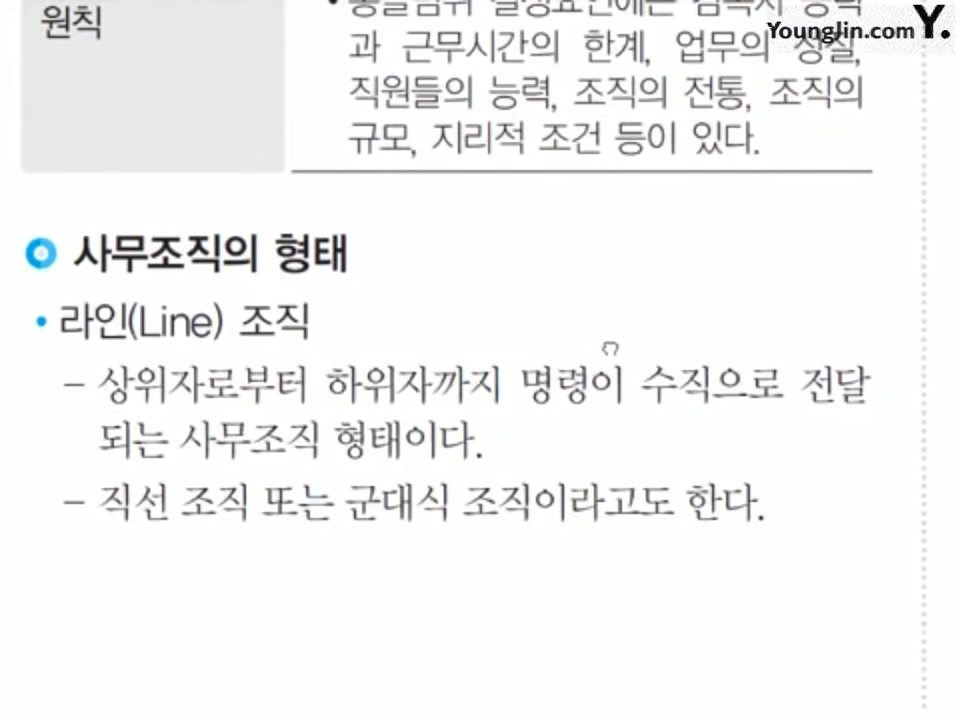 원칙
Youngjin.com Y.
과 근무시간의 한계, 업무의 성질,
직원들의 능력, 조직의 전통, 조직의
규모, 지리적 조건 등이 있다.
사무조직의 형태
• 라인(Line) 조직
– 상위자로부터 하위자까지 명령이 수직으로 전달
되는 사무조직 형태이다.
– 직선 조직 또는 군대식 조직이라고도 한다.